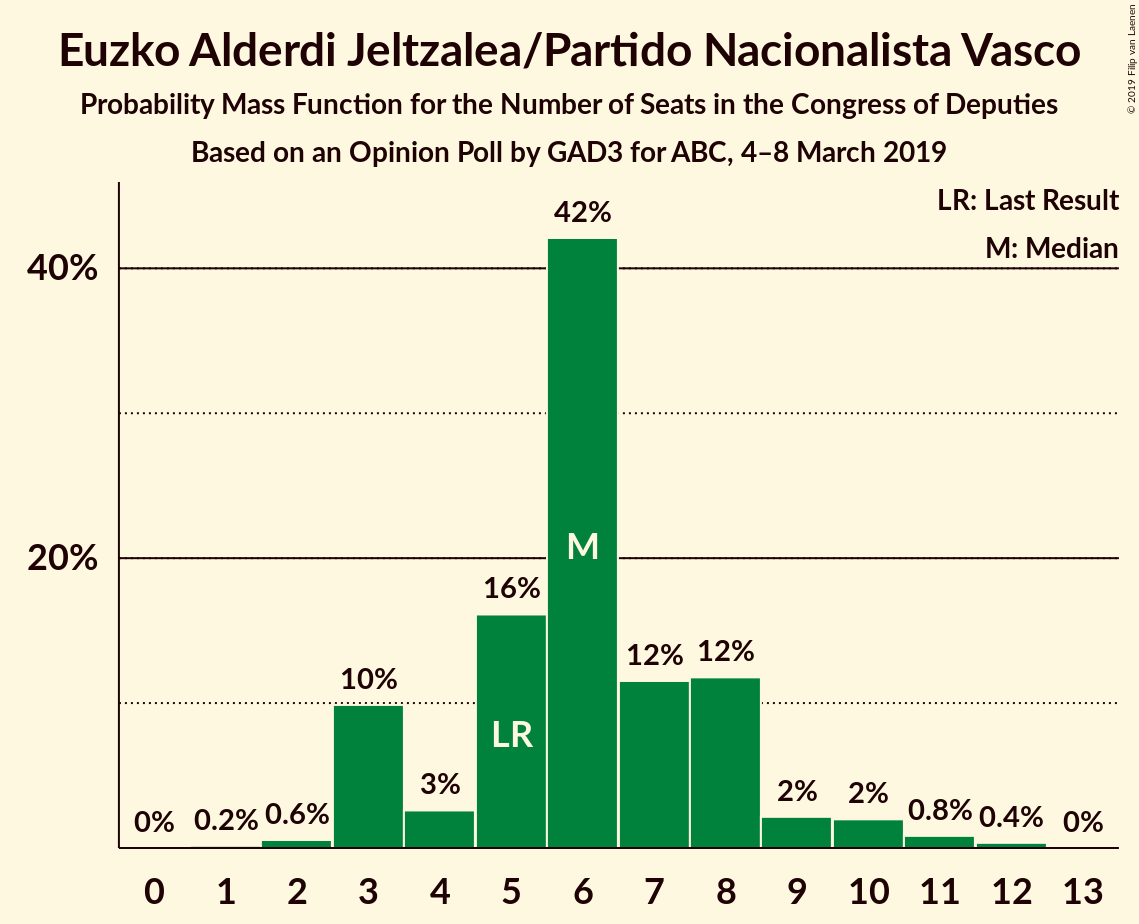 Euzko Alderdi Jeltzalea/Partido Nacionalista Vasco
Probability Mass Function for the Number of Seats in the Congress of Deputies
Based on an Opinion Poll by GAD3 for ABC, 4–8 March 2019
© 2019 Filip van Laenen
LR: Last Result
M: Median
40%
20%
0%
0.2%
0.6%
10%
3%
16%
42%
12%
12%
2%
2%
0.8%
0.4%
0%
LR
M
0 1 2 3 4 5 6 7 8 9 10 11 12 13